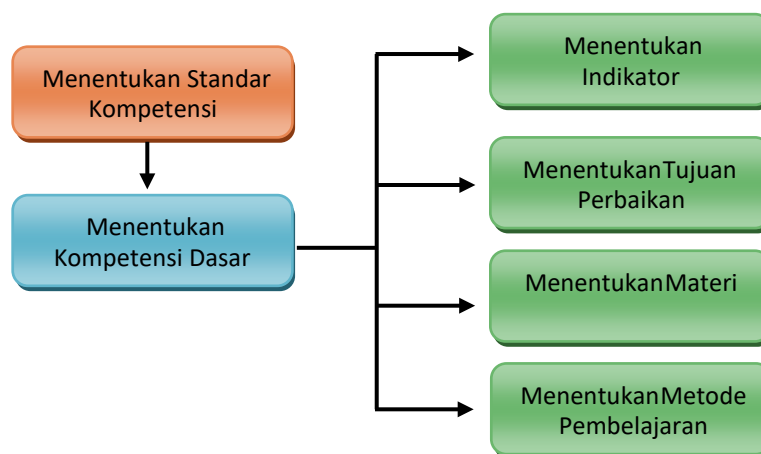 Menentukan Standar
Kompetensi
Menentukan
Kompetensi Dasar
Menentukan
Indikator
MenentukanTujuan
Perbaikan
MenentukanMateri
MenentukanMetode
Pembelajaran